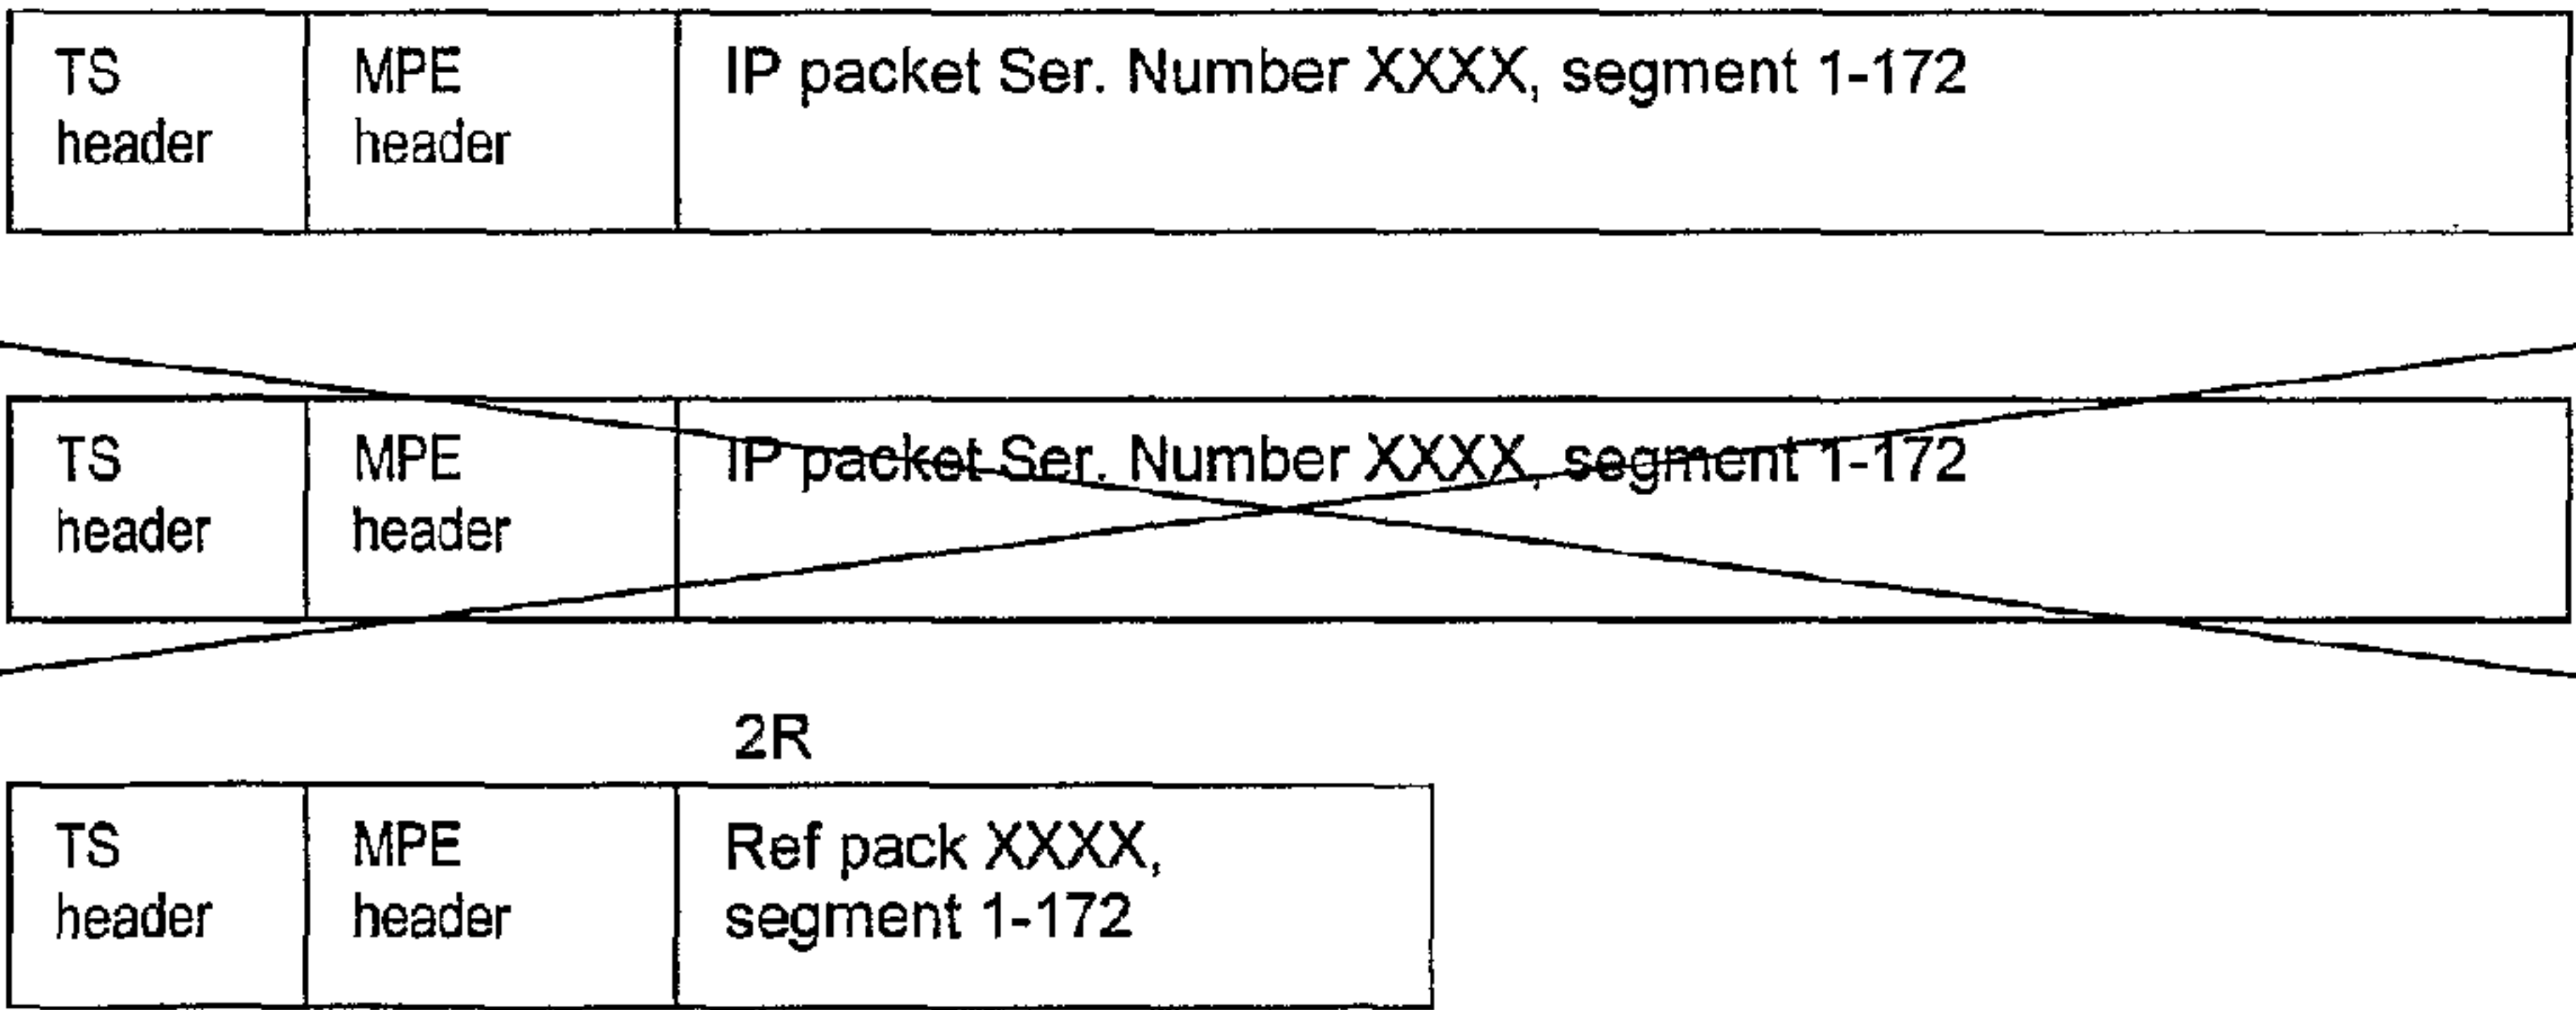 TS header
MPE header
IP packet Ser. Number XXXX, segment 1-172
TS header
MPE header
IP packet Ser. Number XXXX, segment 1-172
2R
TS header
MPE header
Ref pack XXXX,
segment 1-172